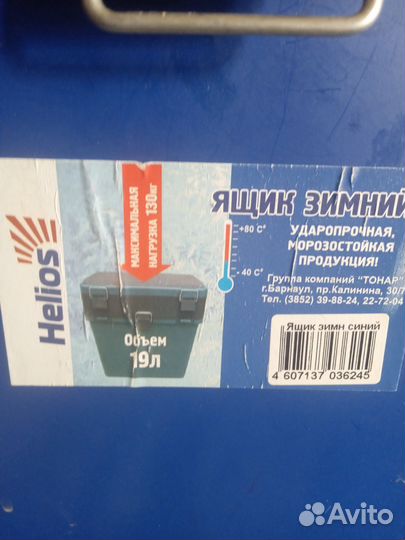 Helios
МАКСИМАЛЬНАЯ
НАГРУЗКА 130кг
Объем
19л
ЯЩИК ЗИМНИЙ
+80 С°
- 40 С°
УДАРОПРОЧНАЯ,
МОРОЗОСТОЙКАЯ
ПРОДУКЦИЯ!
Группа компаний "ТОНАР"
г.Барнаул, пр.Калинина, 30/7
Тел. (3852) 39-88-24, 22-72-04
Ящик зимн синий
4 607137 036245
Avito